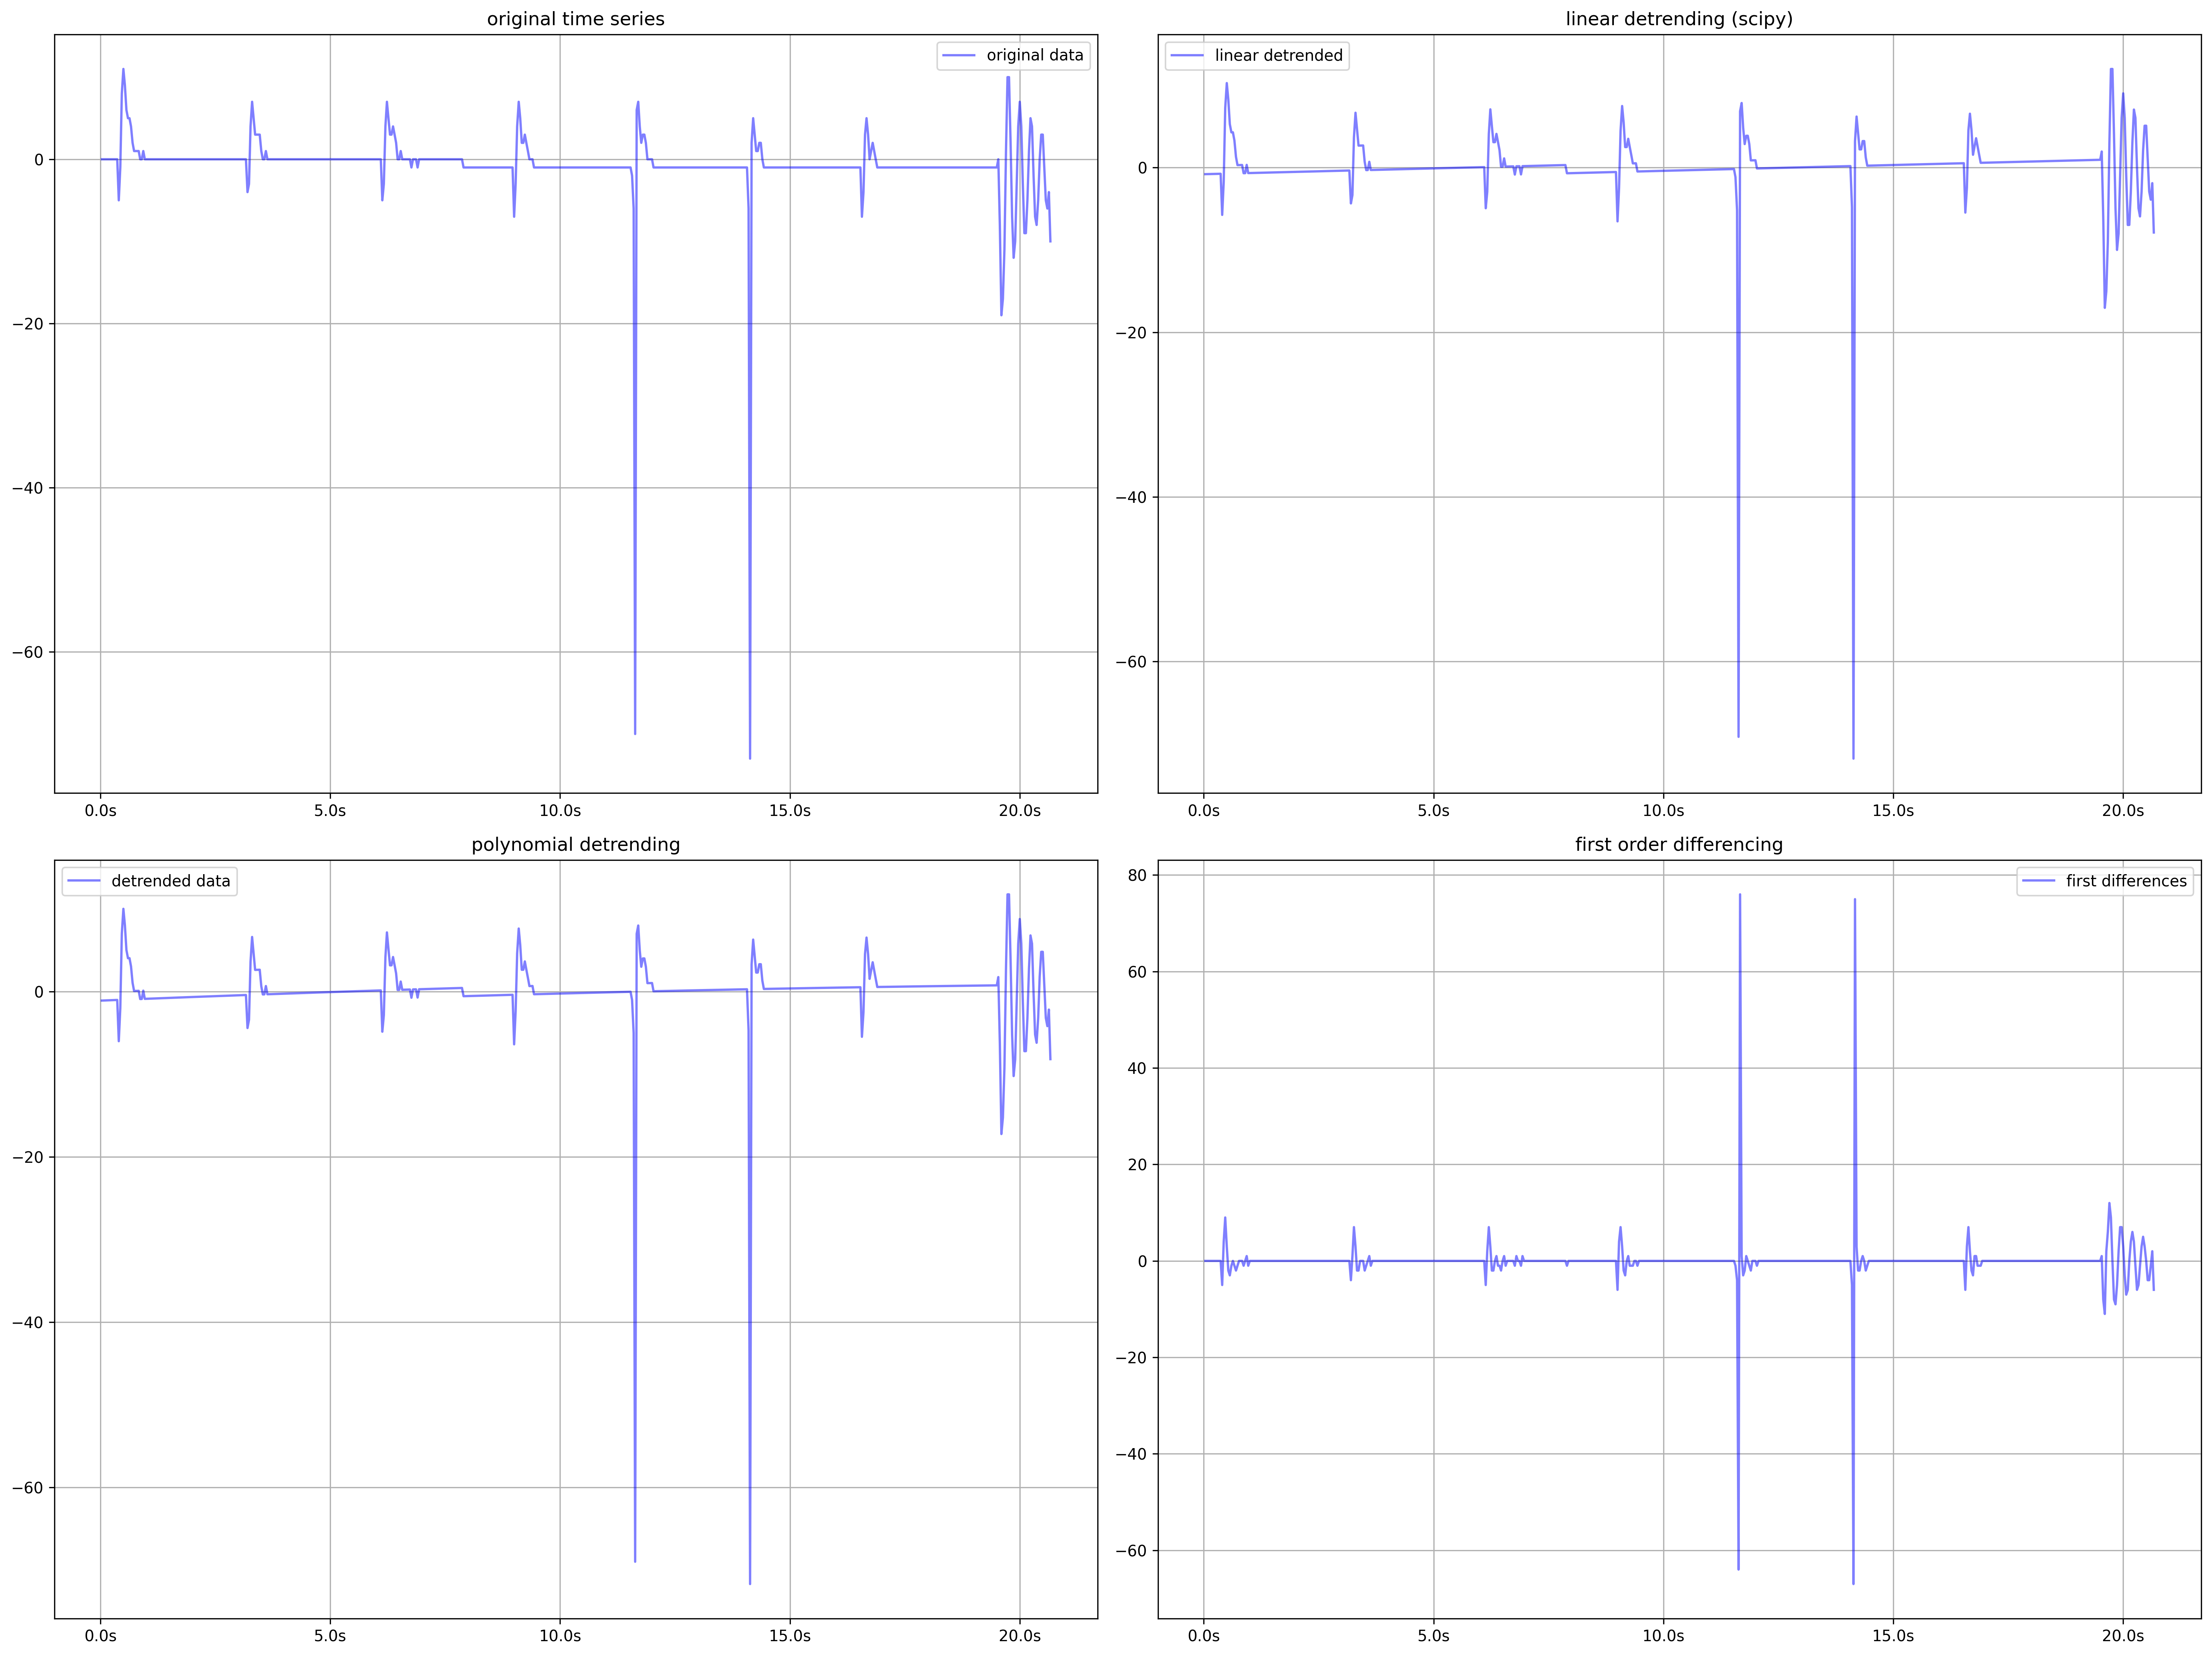 original time series
original data
0
−20
−40
−60
0.0s 5.0s 10.0s 15.0s 20.0s
linear detrending (scipy)
linear detrended
0
−20
−40
−60
0.0s 5.0s 10.0s 15.0s 20.0s
polynomial detrending
detrended data
0
−20
−40
−60
0.0s 5.0s 10.0s 15.0s 20.0s
first order differencing
first differences
80
60
40
20
0
−20
−40
−60
0.0s 5.0s 10.0s 15.0s 20.0s